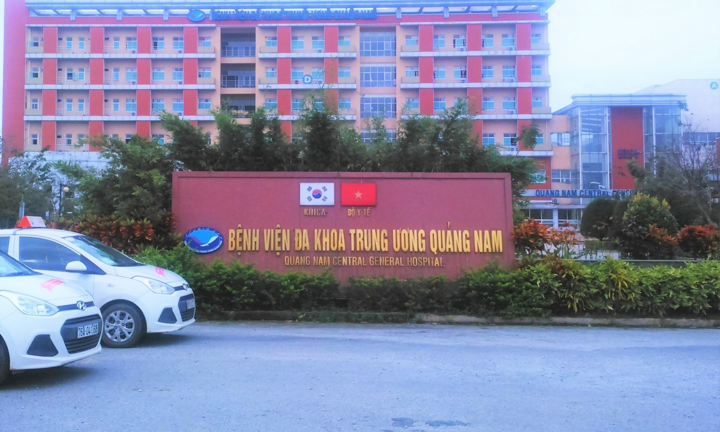 D
QUANG NAM CENTRAL
KOICA
BỘ Y TẾ
BỆNH VIỆN ĐA KHOA TRUNG ƯƠNG QUẢNG NAM
QUANG NAM CENTRAL GENERAL HOSPITAL